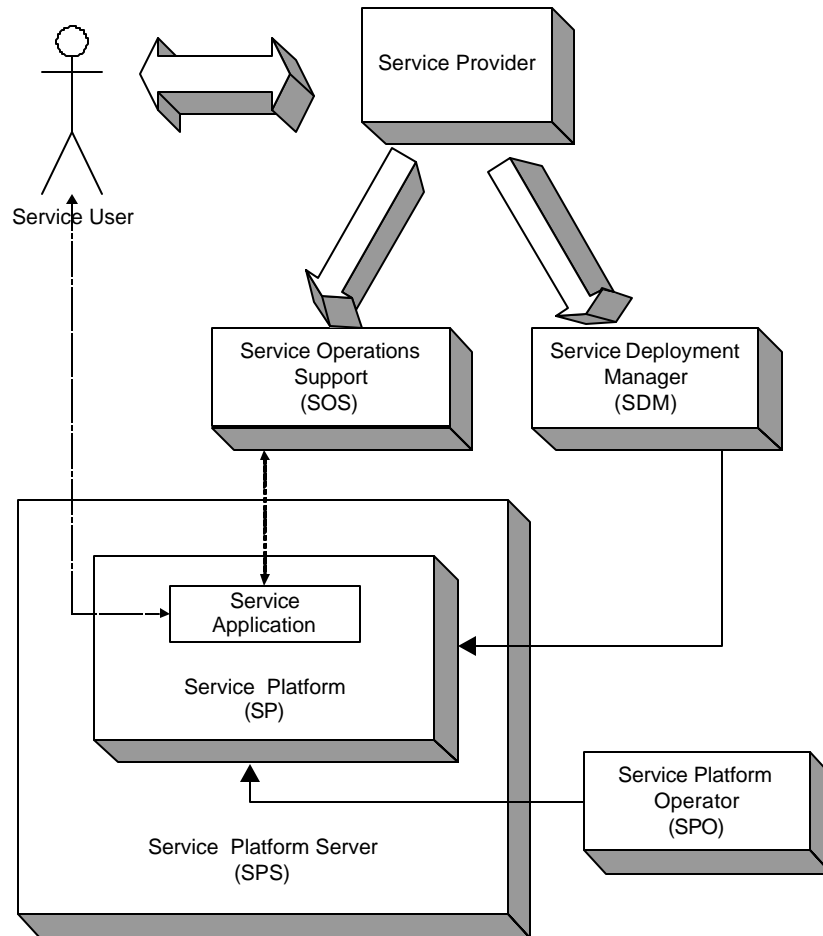 Service Provider
Service User
Service Operations
Support
(SOS)
Service Deployment
Manager
(SDM)
Service
Application
Service Platform
(SP)
Service Platform
Operator
(SPO)
Service Platform Server
(SPS)